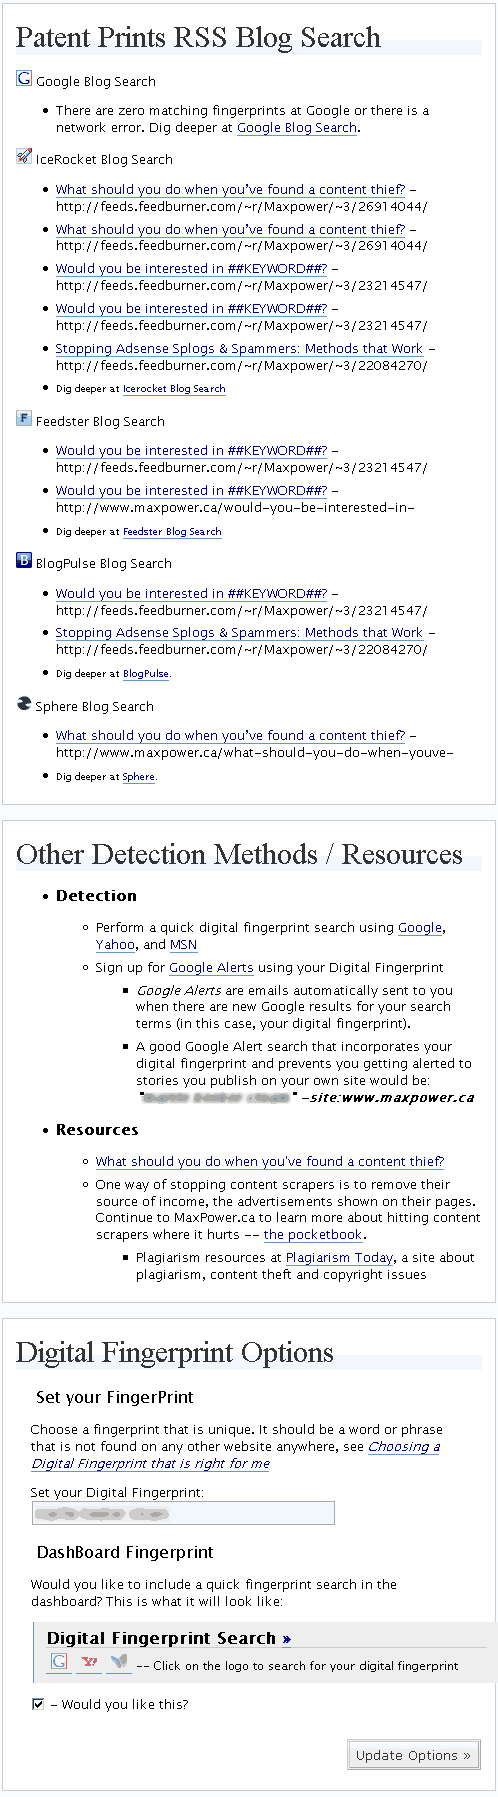 Patent Prints RSS Blog Search
G Google Blog Search
• There are zero matching fingerprints at Google or there is a
network error. Dig deeper at Google Blog Search.
IceRocket Blog Search
• What should you do when you've found a content thief? –
http://feeds.feedburner.com/~r/Maxpower/~3/26914044/
• What should you do when you've found a content thief? –
http://feeds.feedburner.com/~r/Maxpower/~3/26914044/
• Would you be interested in ##KEYWORD##? –
http://feeds.feedburner.com/~r/Maxpower/~3/23214547/
• Would you be interested in ##KEYWORD##? –
http://feeds.feedburner.com/~r/Maxpower/~3/23214547/
• Stopping Adsense Splogs & Spammers: Methods that Work –
http://feeds.feedburner.com/~r/Maxpower/~3/22084270/
• Dig deeper at Icerocket Blog Search
F Feedster Blog Search
• Would you be interested in ##KEYWORD##? –
http://feeds.feedburner.com/~r/Maxpower/~3/23214547/
• Would you be interested in ##KEYWORD##? –
http://www.maxpower.ca/would-you-be-interested-in-
• Dig deeper at Feedster Blog Search
B BlogPulse Blog Search
• Would you be interested in ##KEYWORD##? –
http://feeds.feedburner.com/~r/Maxpower/~3/23214547/
• Stopping Adsense Splogs & Spammers: Methods that Work –
http://feeds.feedburner.com/~r/Maxpower/~3/22084270/
• Dig deeper at BlogPulse.
Sphere Blog Search
• What should you do when you've found a content thief? –
http://www.maxpower.ca/what-should-you-do-when-youve-
• Dig deeper at Sphere.
Other Detection Methods / Resources
• Detection
◦ Perform a quick digital fingerprint search using Google,
Yahoo, and MSN
◦ Sign up for Google Alerts using your Digital Fingerprint
▪ Google Alerts are emails automatically sent to you
when there are new Google results for your search
terms (in this case, your digital fingerprint).
▪ A good Google Alert search that incorporates your
digital fingerprint and prevents you getting alerted to
stories you publish on your own site would be:
" " -site:www.maxpower.ca
• Resources
◦ What should you do when you've found a content thief?
◦ One way of stopping content scrapers is to remove their
source of income, the advertisements shown on their pages.
Continue to MaxPower.ca to learn more about hitting content
scrapers where it hurts -- the pocketbook.
▪ Plagiarism resources at Plagiarism Today, a site about
plagiarism, content theft and copyright issues
Digital Fingerprint Options
Set your FingerPrint
Choose a fingerprint that is unique. It should be a word or phrase
that is not found on any other website anywhere, see Choosing a
Digital Fingerprint that is right for me
Set your Digital Fingerprint:
DashBoard Fingerprint
Would you like to include a quick fingerprint search in the
dashboard? This is what it will look like:
Digital Fingerprint Search »
G Y! -- Click on the logo to search for your digital fingerprint
– Would you like this?
Update Options »